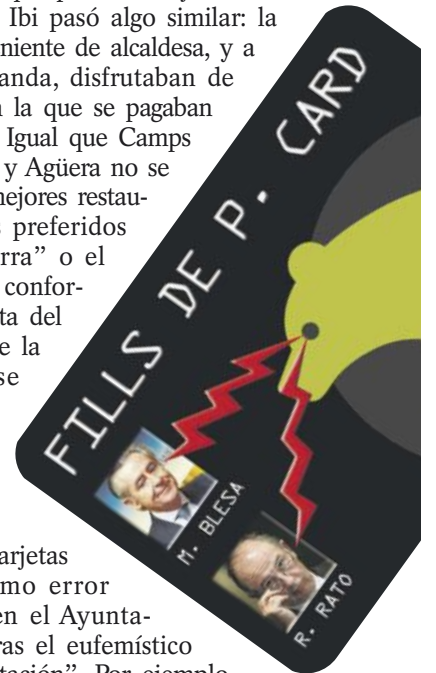 Ibi pasó algo similar: la
niente de alcaldesa, y a
anda, disfrutaban de
la que se pagaban
Igual que Camps
y Agüera no se
mejores restau-
preferidos
rra” o el
confor-
ta del
e la
se
FILLS DE P. CARD
M. BLESA
R. RATO
arjetas
mo error
en el Ayunta-
ras el eufemístico
tación”. Por ejemplo